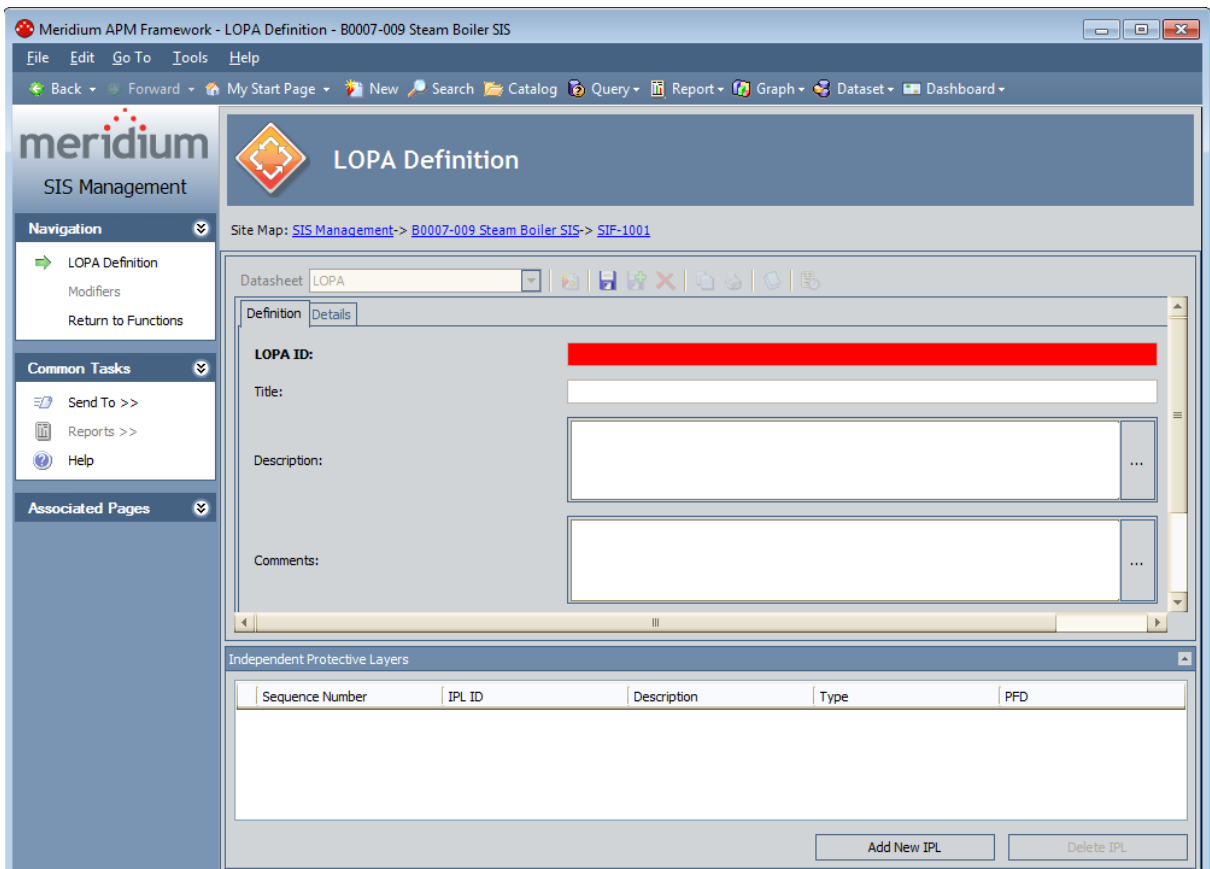 Meridium APM Framework - LOPA Definition - B0007-009 Steam Boiler SIS
File Edit Go To Tools Help
Back Forward My Start Page New Search Catalog Query Report Graph Dataset Dashboard
meridium
SIS Management
LOPA Definition
Navigation
LOPA Definition
Modifiers
Return to Functions
Common Tasks
Send To >>
Reports >>
Help
Associated Pages
Site Map: SIS Management-> B0007-009 Steam Boiler SIS-> SIF-1001
Datasheet LOPA
Definition Details
LOPA ID:
Title:
Description:
...
Comments:
...
Independent Protective Layers
Sequence Number IPL ID Description Type PFD
Add New IPL Delete IPL